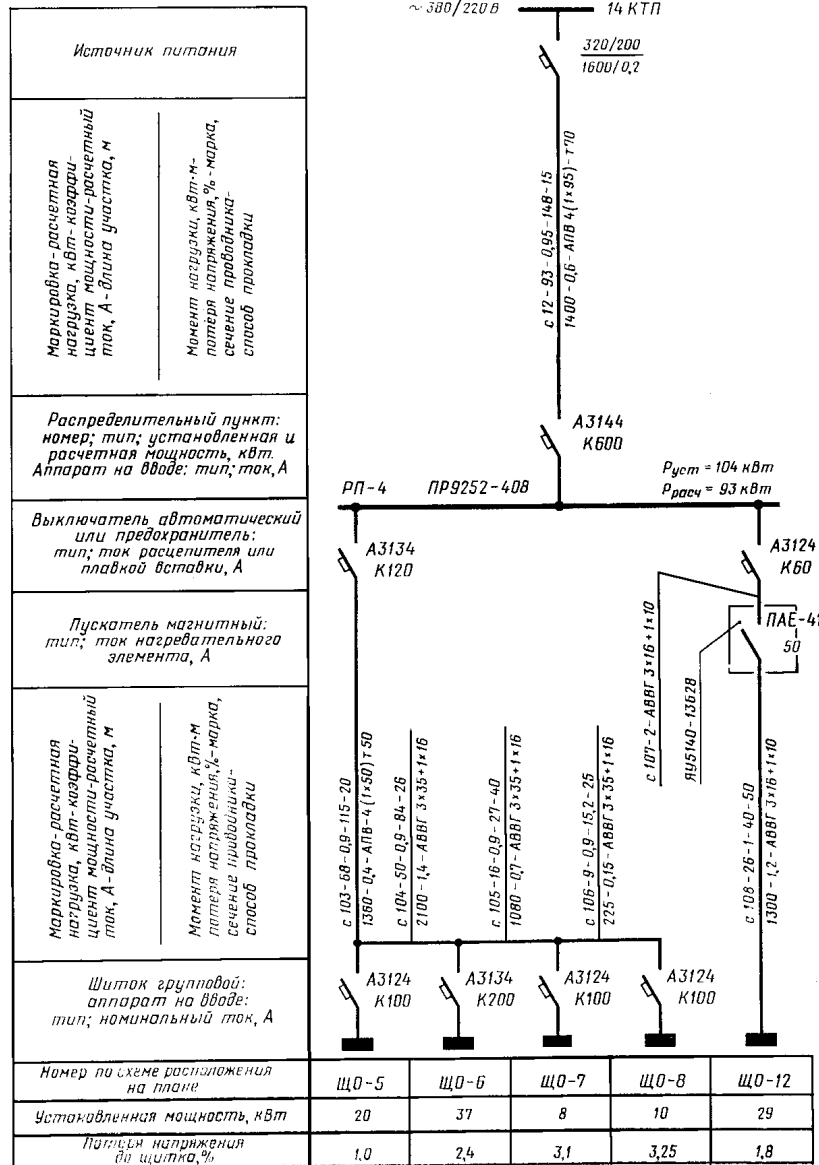 ~380/220 В
14 КТП
Источник питания
320/200
1600/0,2
Маркировка-расчетная
нагрузка, кВт-коэффи-
циент мощности-расчетный
ток, А-длина участка, м
Момент нагрузки, кВт·м-
потеря напряжения,%-марка,
сечение проводника-
способ прокладки
с 12-93-0,95-148-15
1400-0,6-АПВ 4(1×95)-т70
Распределительный пункт:
номер; тип; установленная и
расчетная мощность, кВт.
Аппарат на вводе: тип; ток, А
А3144
К600
РП-4
ПР9252-408
Руст = 104 кВт
Ррасч = 93 кВт
Выключатель автоматический
или предохранитель:
тип; ток расцепителя или
плавкой вставки, А
А3134
К120
А3124
К60
Пускатель магнитный:
тип; ток нагревательного
элемента, А
ПАЕ-41
50
с 107-2-АВВГ 3×16+1×10
ЯУ5140-13Б2В
Маркировка-расчетная
нагрузка, кВт-коэффи-
циент мощности-расчетный
ток, А-длина участка, м
Момент нагрузки, кВт·м
потеря напряжения,%-марка,
сечение проводника-
способ прокладки
с 103-68-0,9-115-20
1360-0,4-АПВ-4(1×50) т50
с 104-50-0,9-84-26
2100-1,4-АВВГ 3×35+1×16
с 105-16-0,9-27-40
1080-0,7-АВВГ 3×35+1×16
с 106-9-0,9-15,2-25
225-0,15-АВВГ 3×35+1×16
с 108-26-1-40-50
1300-1,2-АВВГ 3×16+1×10
Щиток групповой:
аппарат на вводе:
тип; номинальный ток, А
А3124
К100
А3134
К200
А3124
К100
А3124
К100
Номер по схеме расположения
на плане
ЩО-5 ЩО-6 ЩО-7 ЩО-8 ЩО-12
Установленная мощность, кВт
20 37 8 10 29
Потеря напряжения
до щитка,%
1,0 2,4 3,1 3,25 1,8